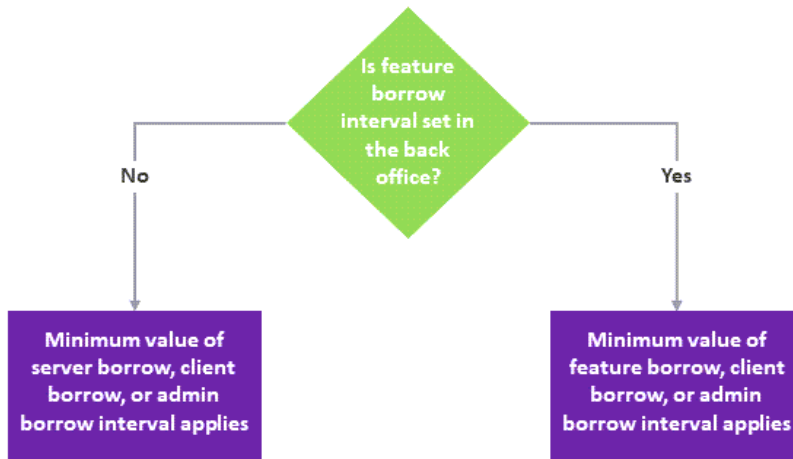 Is feature
borrow
interval set in
the back
office?
No
Yes
Minimum value of
server borrow, client
borrow, or admin
borrow interval applies
Minimum value of
feature borrow, client
borrow, or admin
borrow interval applies